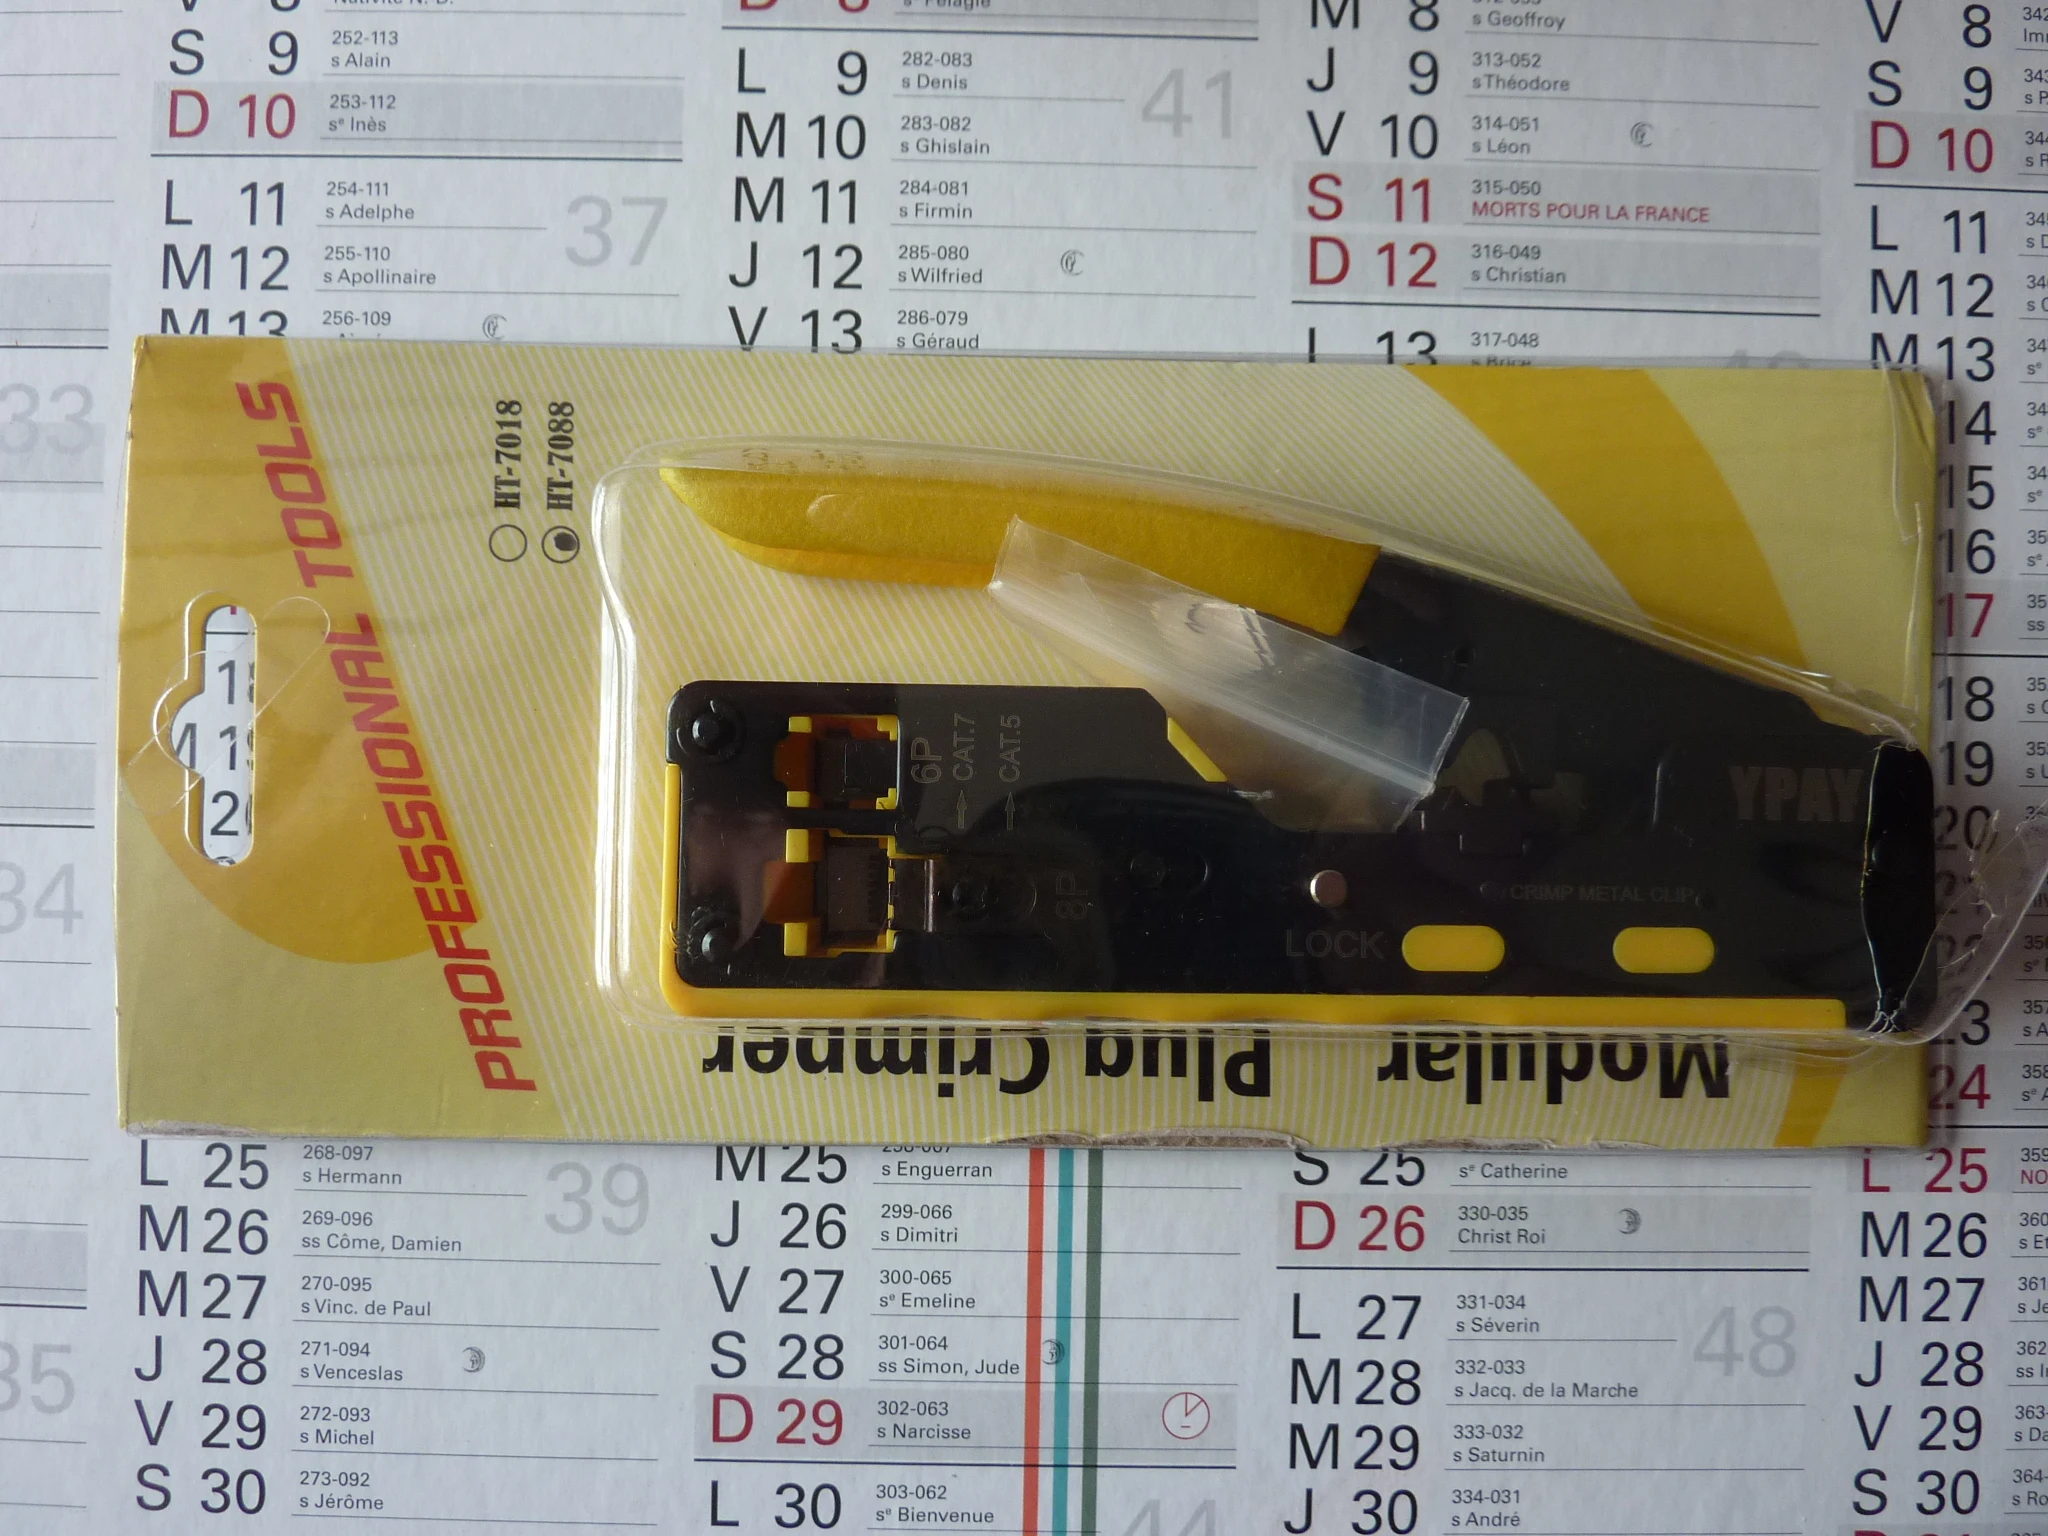 S 9 252-113
s Alain
D 10 253-112
sᵉ Inès
L 11 254-111
s Adelphe
37
M 12 255-110
s Apollinaire
M 13 256-109
L 9 282-083
s Denis
41
M 10 283-082
s Ghislain
M 11 284-081
s Firmin
J 12 285-080
s Wilfried
V 13 286-079
s Géraud
M 8
s Geoffroy
J 9 313-052
s Théodore
V 10 314-051
s Léon
S 11 315-050
MORTS POUR LA FRANCE
D 12 316-049
s Christian
L 13 317-048
s Brice
V 8
S 9
D 10
L 11
M 12
M 13
14
15
16
17
18
19
20
23
24
33
34
35
PROFESSIONAL TOOLS
HT-7018
HT-7088
6P
CAT.7
CAT.5
8P
YPAY
CRIMP METAL CLIP
LOCK
Modular
Plug Crimper
L 25 268-097
s Hermann
39
M 26 269-096
ss Côme, Damien
M 27 270-095
s Vinc. de Paul
J 28 271-094
s Venceslas
V 29 272-093
s Michel
S 30 273-092
s Jérôme
M 25
s Enguerran
J 26 299-066
s Dimitri
V 27 300-065
sᵉ Emeline
S 28 301-064
ss Simon, Jude
D 29 302-063
s Narcisse
L 30 303-062
sᵉ Bienvenue
44
S 25
sᵉ Catherine
D 26 330-035
Christ Roi
L 27 331-034
s Séverin
48
M 28 332-033
s Jacq. de la Marche
M 29 333-032
s Saturnin
J 30 334-031
s André
L 25
M 26
M 27
J 28
V 29
S 30